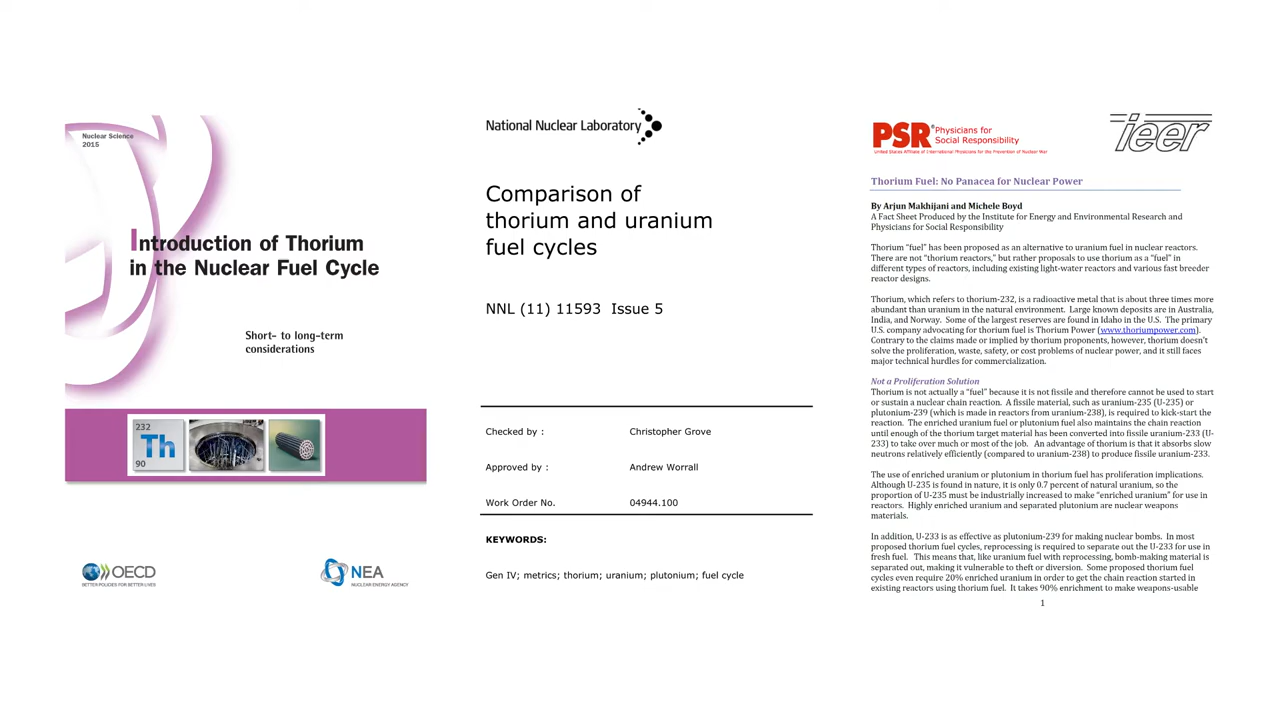 Nuclear Science
2015
Introduction of Thorium
in the Nuclear Fuel Cycle
Short- to long-term
considerations
232
Th
90
OECD
BETTER POLICIES FOR BETTER LIVES
NEA
NUCLEAR ENERGY AGENCY
National Nuclear Laboratory
Comparison of
thorium and uranium
fuel cycles
NNL (11) 11593 Issue 5
Checked by : Christopher Grove
Approved by : Andrew Worrall
Work Order No. 04944.100
KEYWORDS:
Gen IV; metrics; thorium; uranium; plutonium; fuel cycle
PSR® Physicians for
Social Responsibility
United States Affiliate of International Physicians for the Prevention of Nuclear War
ieer
Thorium Fuel: No Panacea for Nuclear Power
By Arjun Makhijani and Michele Boyd
A Fact Sheet Produced by the Institute for Energy and Environmental Research and
Physicians for Social Responsibility
Thorium “fuel” has been proposed as an alternative to uranium fuel in nuclear reactors.
There are not “thorium reactors,” but rather proposals to use thorium as a “fuel” in
different types of reactors, including existing light-water reactors and various fast breeder
reactor designs.
Thorium, which refers to thorium-232, is a radioactive metal that is about three times more
abundant than uranium in the natural environment. Large known deposits are in Australia,
India, and Norway. Some of the largest reserves are found in Idaho in the U.S. The primary
U.S. company advocating for thorium fuel is Thorium Power (www.thoriumpower.com).
Contrary to the claims made or implied by thorium proponents, however, thorium doesn’t
solve the proliferation, waste, safety, or cost problems of nuclear power, and it still faces
major technical hurdles for commercialization.
Not a Proliferation Solution
Thorium is not actually a “fuel” because it is not fissile and therefore cannot be used to start
or sustain a nuclear chain reaction. A fissile material, such as uranium-235 (U-235) or
plutonium-239 (which is made in reactors from uranium-238), is required to kick-start the
reaction. The enriched uranium fuel or plutonium fuel also maintains the chain reaction
until enough of the thorium target material has been converted into fissile uranium-233 (U-
233) to take over much or most of the job. An advantage of thorium is that it absorbs slow
neutrons relatively efficiently (compared to uranium-238) to produce fissile uranium-233.
The use of enriched uranium or plutonium in thorium fuel has proliferation implications.
Although U-235 is found in nature, it is only 0.7 percent of natural uranium, so the
proportion of U-235 must be industrially increased to make “enriched uranium” for use in
reactors. Highly enriched uranium and separated plutonium are nuclear weapons
materials.
In addition, U-233 is as effective as plutonium-239 for making nuclear bombs. In most
proposed thorium fuel cycles, reprocessing is required to separate out the U-233 for use in
fresh fuel. This means that, like uranium fuel with reprocessing, bomb-making material is
separated out, making it vulnerable to theft or diversion. Some proposed thorium fuel
cycles even require 20% enriched uranium in order to get the chain reaction started in
existing reactors using thorium fuel. It takes 90% enrichment to make weapons-usable
1